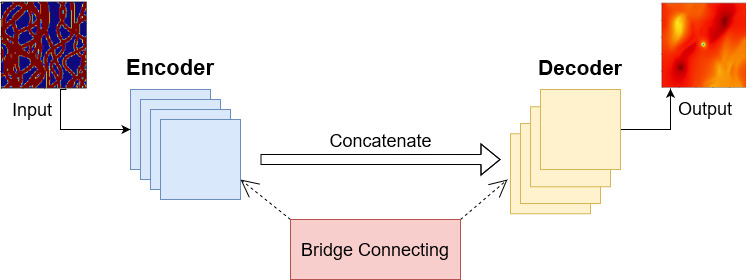 Encoder
Decoder
Input
Output
Concatenate
Bridge Connecting